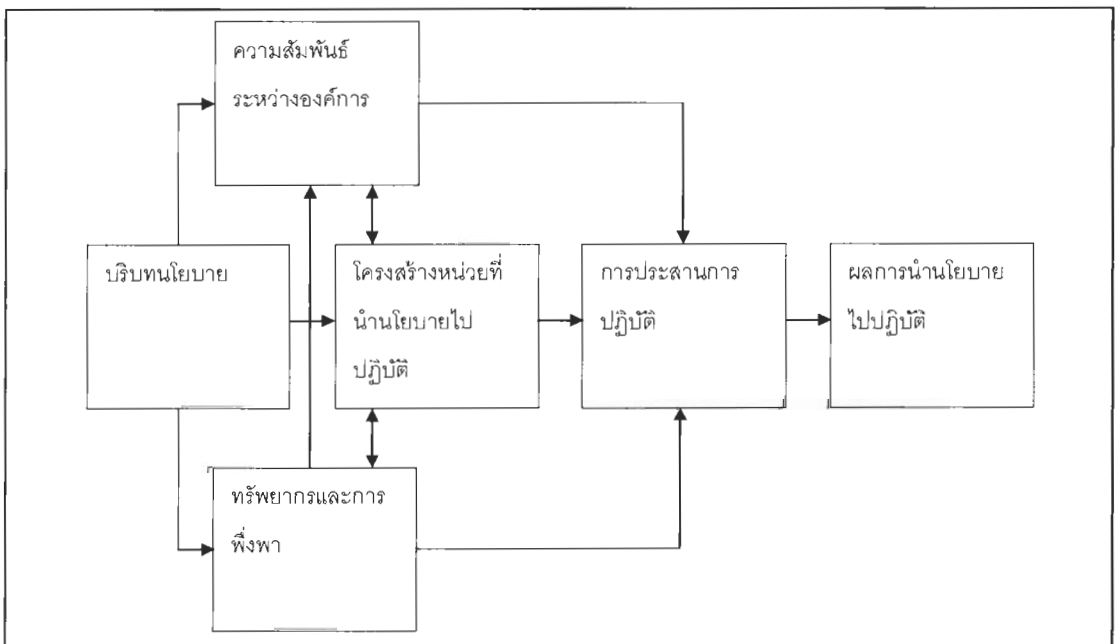 ความสัมพันธ์
ระหว่างองค์การ
บริบทนโยบาย
โครงสร้างหน่วยที่
นำนโยบายไป
ปฏิบัติ
การประสานการ
ปฏิบัติ
ผลการนำนโยบาย
ไปปฏิบัติ
ทรัพยากรและการ
พึ่งพา